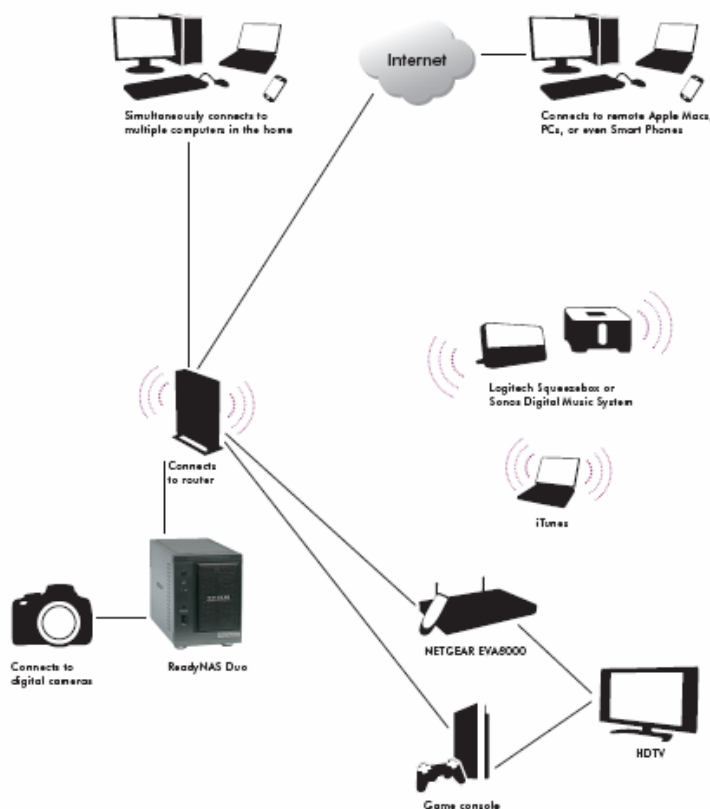 Internet
Simultaneously connects to
multiple computers in the home
Connects to remote Apple Macs,
PCs, or even Smart Phones
Logitech Squeezebox or
Sonos Digital Music System
Connects
to router
iTunes
NETGEAR EVA8000
Connects to
digital cameras
ReadyNAS Duo
HDTV
Game console